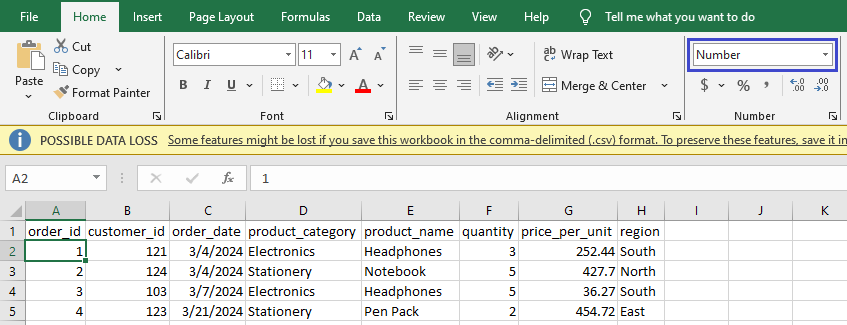 File Home Insert Page Layout Formulas Data Review View Help Tell me what you want to do
Cut
Copy
Format Painter
Paste
Clipboard
Calibri 11 A A
B I U A
Font
ab
c Wrap Text
Merge & Center
Alignment
Number
$ % , .0 .00 .00 .0
Number
POSSIBLE DATA LOSS Some features might be lost if you save this workbook in the comma-delimited (.csv) format. To preserve these features, save it in
A2 fx 1
A B C D E F G H I J K
1 order_id customer_id order_date product_category product_name quantity price_per_unit region
2 1 121 3/4/2024 Electronics Headphones 3 252.44 South
3 2 124 3/4/2024 Stationery Notebook 5 427.7 North
4 3 103 3/7/2024 Electronics Headphones 5 36.27 South
5 4 123 3/21/2024 Stationery Pen Pack 2 454.72 East